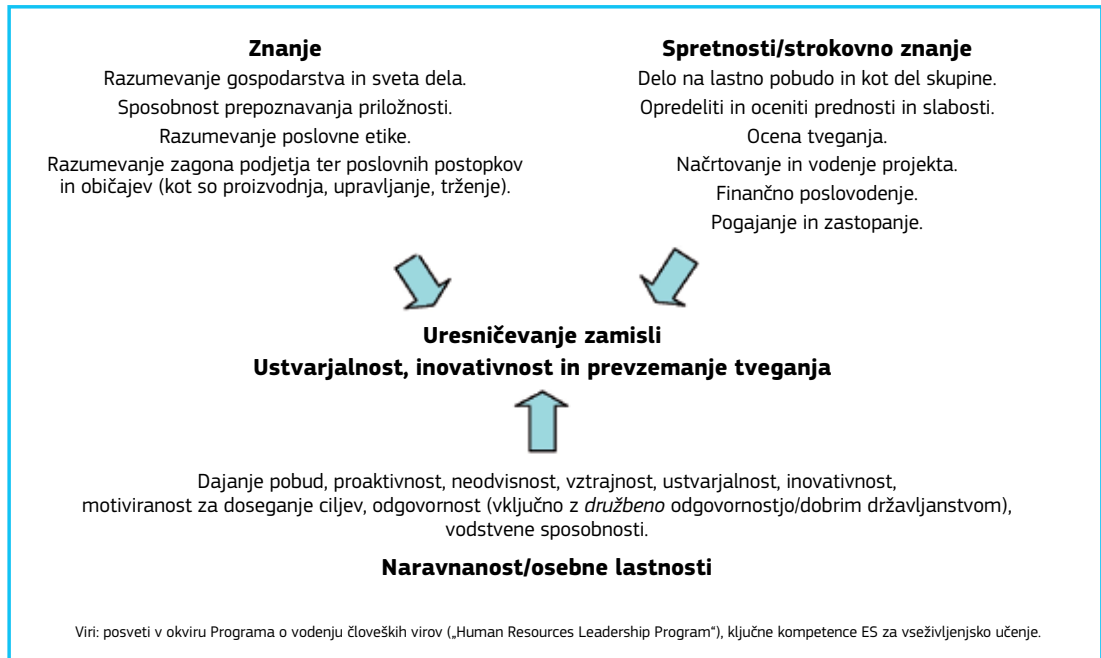 Znanje
Razumevanje gospodarstva in sveta dela.
Sposobnost prepoznavanja priložnosti.
Razumevanje poslovne etike.
Razumevanje zagona podjetja ter poslovnih postopkov
in običajev (kot so proizvodnja, upravljanje, trženje).
Spretnosti/strokovno znanje
Delo na lastno pobudo in kot del skupine.
Opredeliti in oceniti prednosti in slabosti.
Ocena tveganja.
Načrtovanje in vodenje projekta.
Finančno poslovodenje.
Pogajanje in zastopanje.
Uresničevanje zamisli
Ustvarjalnost, inovativnost in prevzemanje tveganja
Dajanje pobud, proaktivnost, neodvisnost, vztrajnost, ustvarjalnost, inovativnost,
motiviranost za doseganje ciljev, odgovornost (vključno z družbeno odgovornostjo/dobrim državljanstvom),
vodstvene sposobnosti.
Naravnanost/osebne lastnosti
Viri: posveti v okviru Programa o vodenju človeških virov („Human Resources Leadership Program“), ključne kompetence ES za vseživljenjsko učenje.